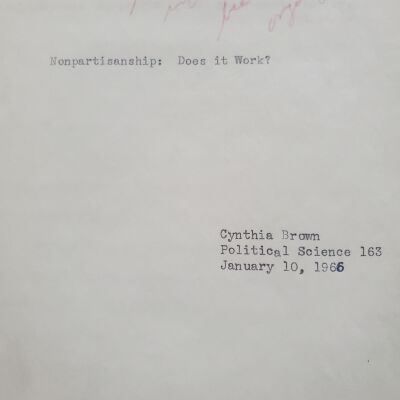 Nonpartisanship: Does it Work?
Cynthia Brown
Political Science 163
January 10, 1966